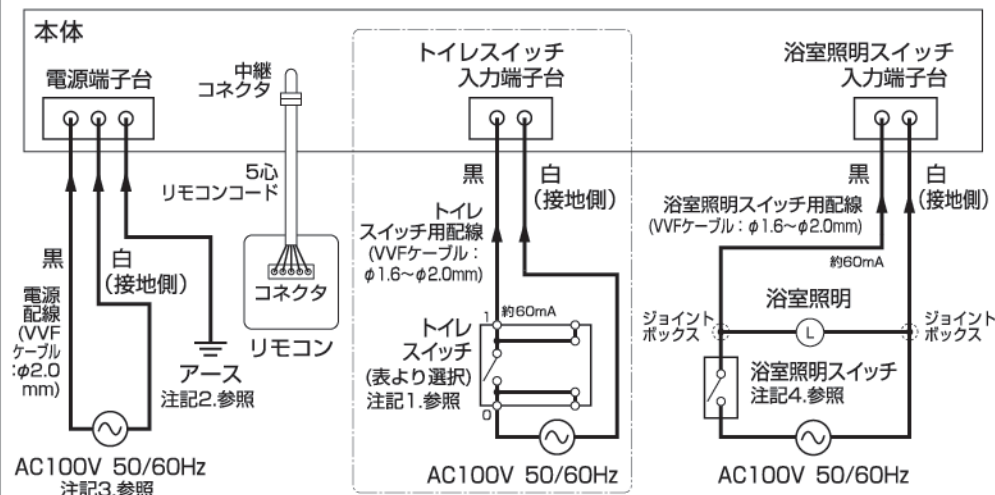 本体
電源端子台
中継
コネクタ
5心
リモコンコード
コネクタ
リモコン
黒
白
(接地側)
電源
配線
(VVF
ケーブル
:φ2.0
mm)
アース
注記2.参照
AC100V 50/60Hz
注記3.参照
トイレスイッチ
入力端子台
黒
白
(接地側)
トイレ
スイッチ用配線
(VVFケーブル:
φ1.6~φ2.0mm)
1
約60mA
トイレ
スイッチ
(表より選択)
注記1.参照
0
AC100V 50/60Hz
浴室照明スイッチ
入力端子台
黒
白
(接地側)
浴室照明スイッチ用配線
(VVFケーブル:φ1.6~φ2.0mm)
約60mA
浴室照明
ジョイント
ボックス
L
ジョイント
ボックス
浴室照明スイッチ
注記4.参照
AC100V 50/60Hz